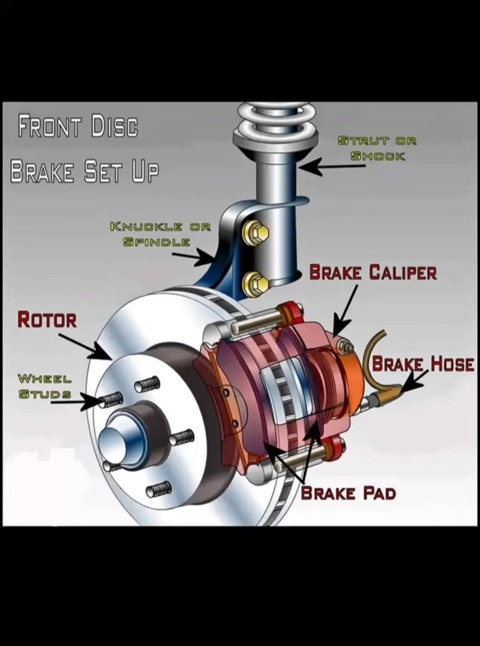 FRONT DISC
BRAKE SET UP
STRUT OR
SHOCK
KNUCKLE OR
SPINDLE
BRAKE CALIPER
ROTOR
BRAKE HOSE
WHEEL
STUDS
BRAKE PAD